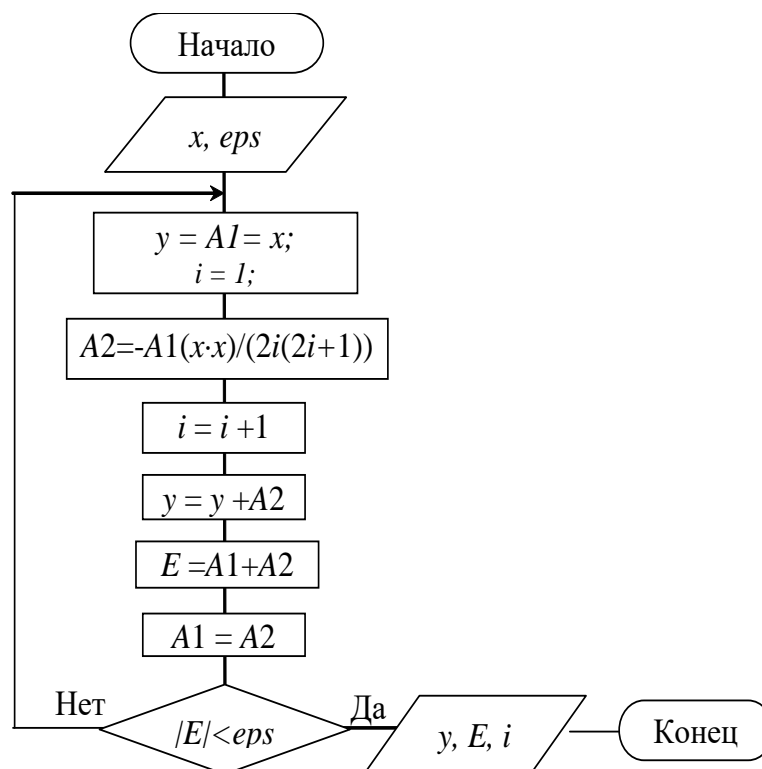 Начало
x, eps
y = A1= x;
i = 1;
A2=-A1(x·x)/(2i(2i+1))
i = i +1
y = y +A2
E =A1+A2
A1 = A2
Нет
|E|<eps
Да
y, E, i
Конец